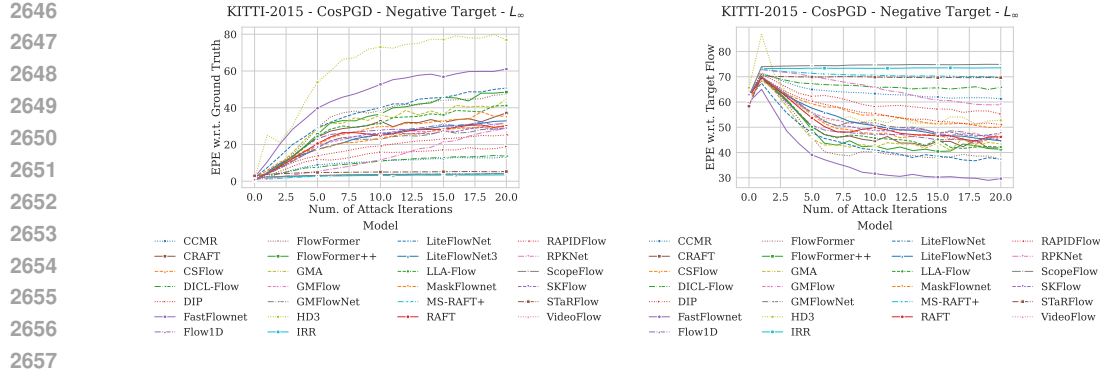 2646
2647
2648
2649
2650
2651
2652
2653
2654
2655
2656
2657
KITTI-2015 - CosPGD - Negative Target - L∞
EPE w.r.t. Ground Truth
80
60
40
20
0
0.0 2.5 5.0 7.5 10.0 12.5 15.0 17.5 20.0
Num. of Attack Iterations
Model
CCMR FlowFormer LiteFlowNet RAPIDFlow
CRAFT FlowFormer++ LiteFlowNet3 RPKNet
CSFlow GMA LLA-Flow ScopeFlow
DICL-Flow GMFlow MaskFlownet SKFlow
DIP GMFlowNet MS-RAFT+ STaRFlow
FastFlownet HD3 RAFT VideoFlow
Flow1D IRR
KITTI-2015 - CosPGD - Negative Target - L∞
EPE w.r.t. Target Flow
80
70
60
50
40
30
0.0 2.5 5.0 7.5 10.0 12.5 15.0 17.5 20.0
Num. of Attack Iterations
Model
CCMR FlowFormer LiteFlowNet RAPIDFlow
CRAFT FlowFormer++ LiteFlowNet3 RPKNet
CSFlow GMA LLA-Flow ScopeFlow
DICL-Flow GMFlow MaskFlownet SKFlow
DIP GMFlowNet MS-RAFT+ STaRFlow
FastFlownet HD3 RAFT VideoFlow
Flow1D IRR